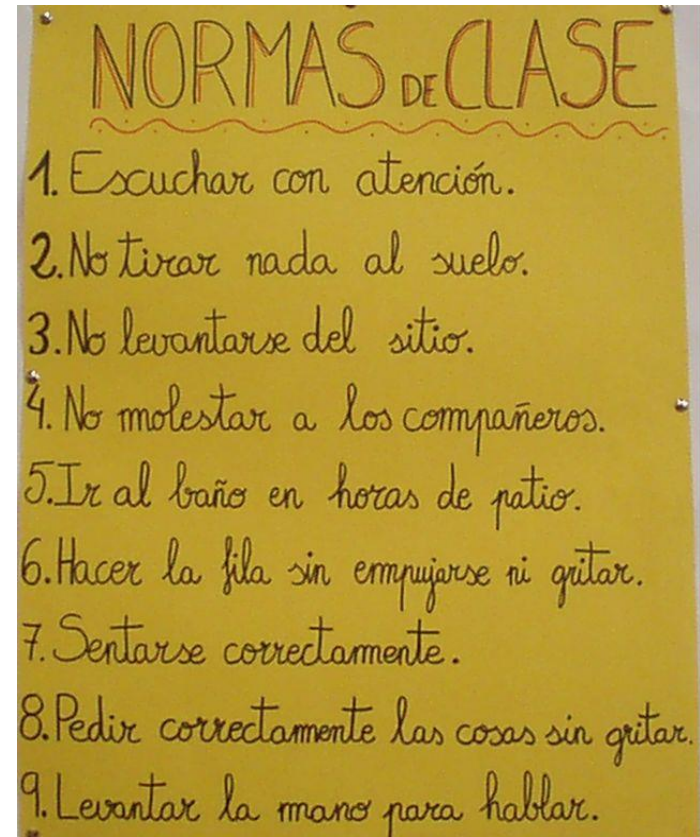 NORMAS DE CLASE
1. Escuchar con atención.
2. No tirar nada al suelo.
3. No levantarse del sitio.
4. No molestar a los compañeros.
5. Ir al baño en horas de patio.
6. Hacer la fila sin empujarse ni gritar.
7. Sentarse correctamente.
8. Pedir correctamente las cosas sin gritar.
9. Levantar la mano para hablar.